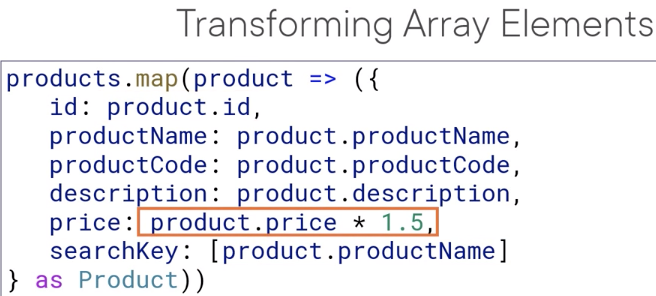 Transforming Array Elements
products.map(product => ({
id: product.id,
productName: product.productName,
productCode: product.productCode,
description: product.description,
price: product.price * 1.5,
searchKey: [product.productName]
} as Product))